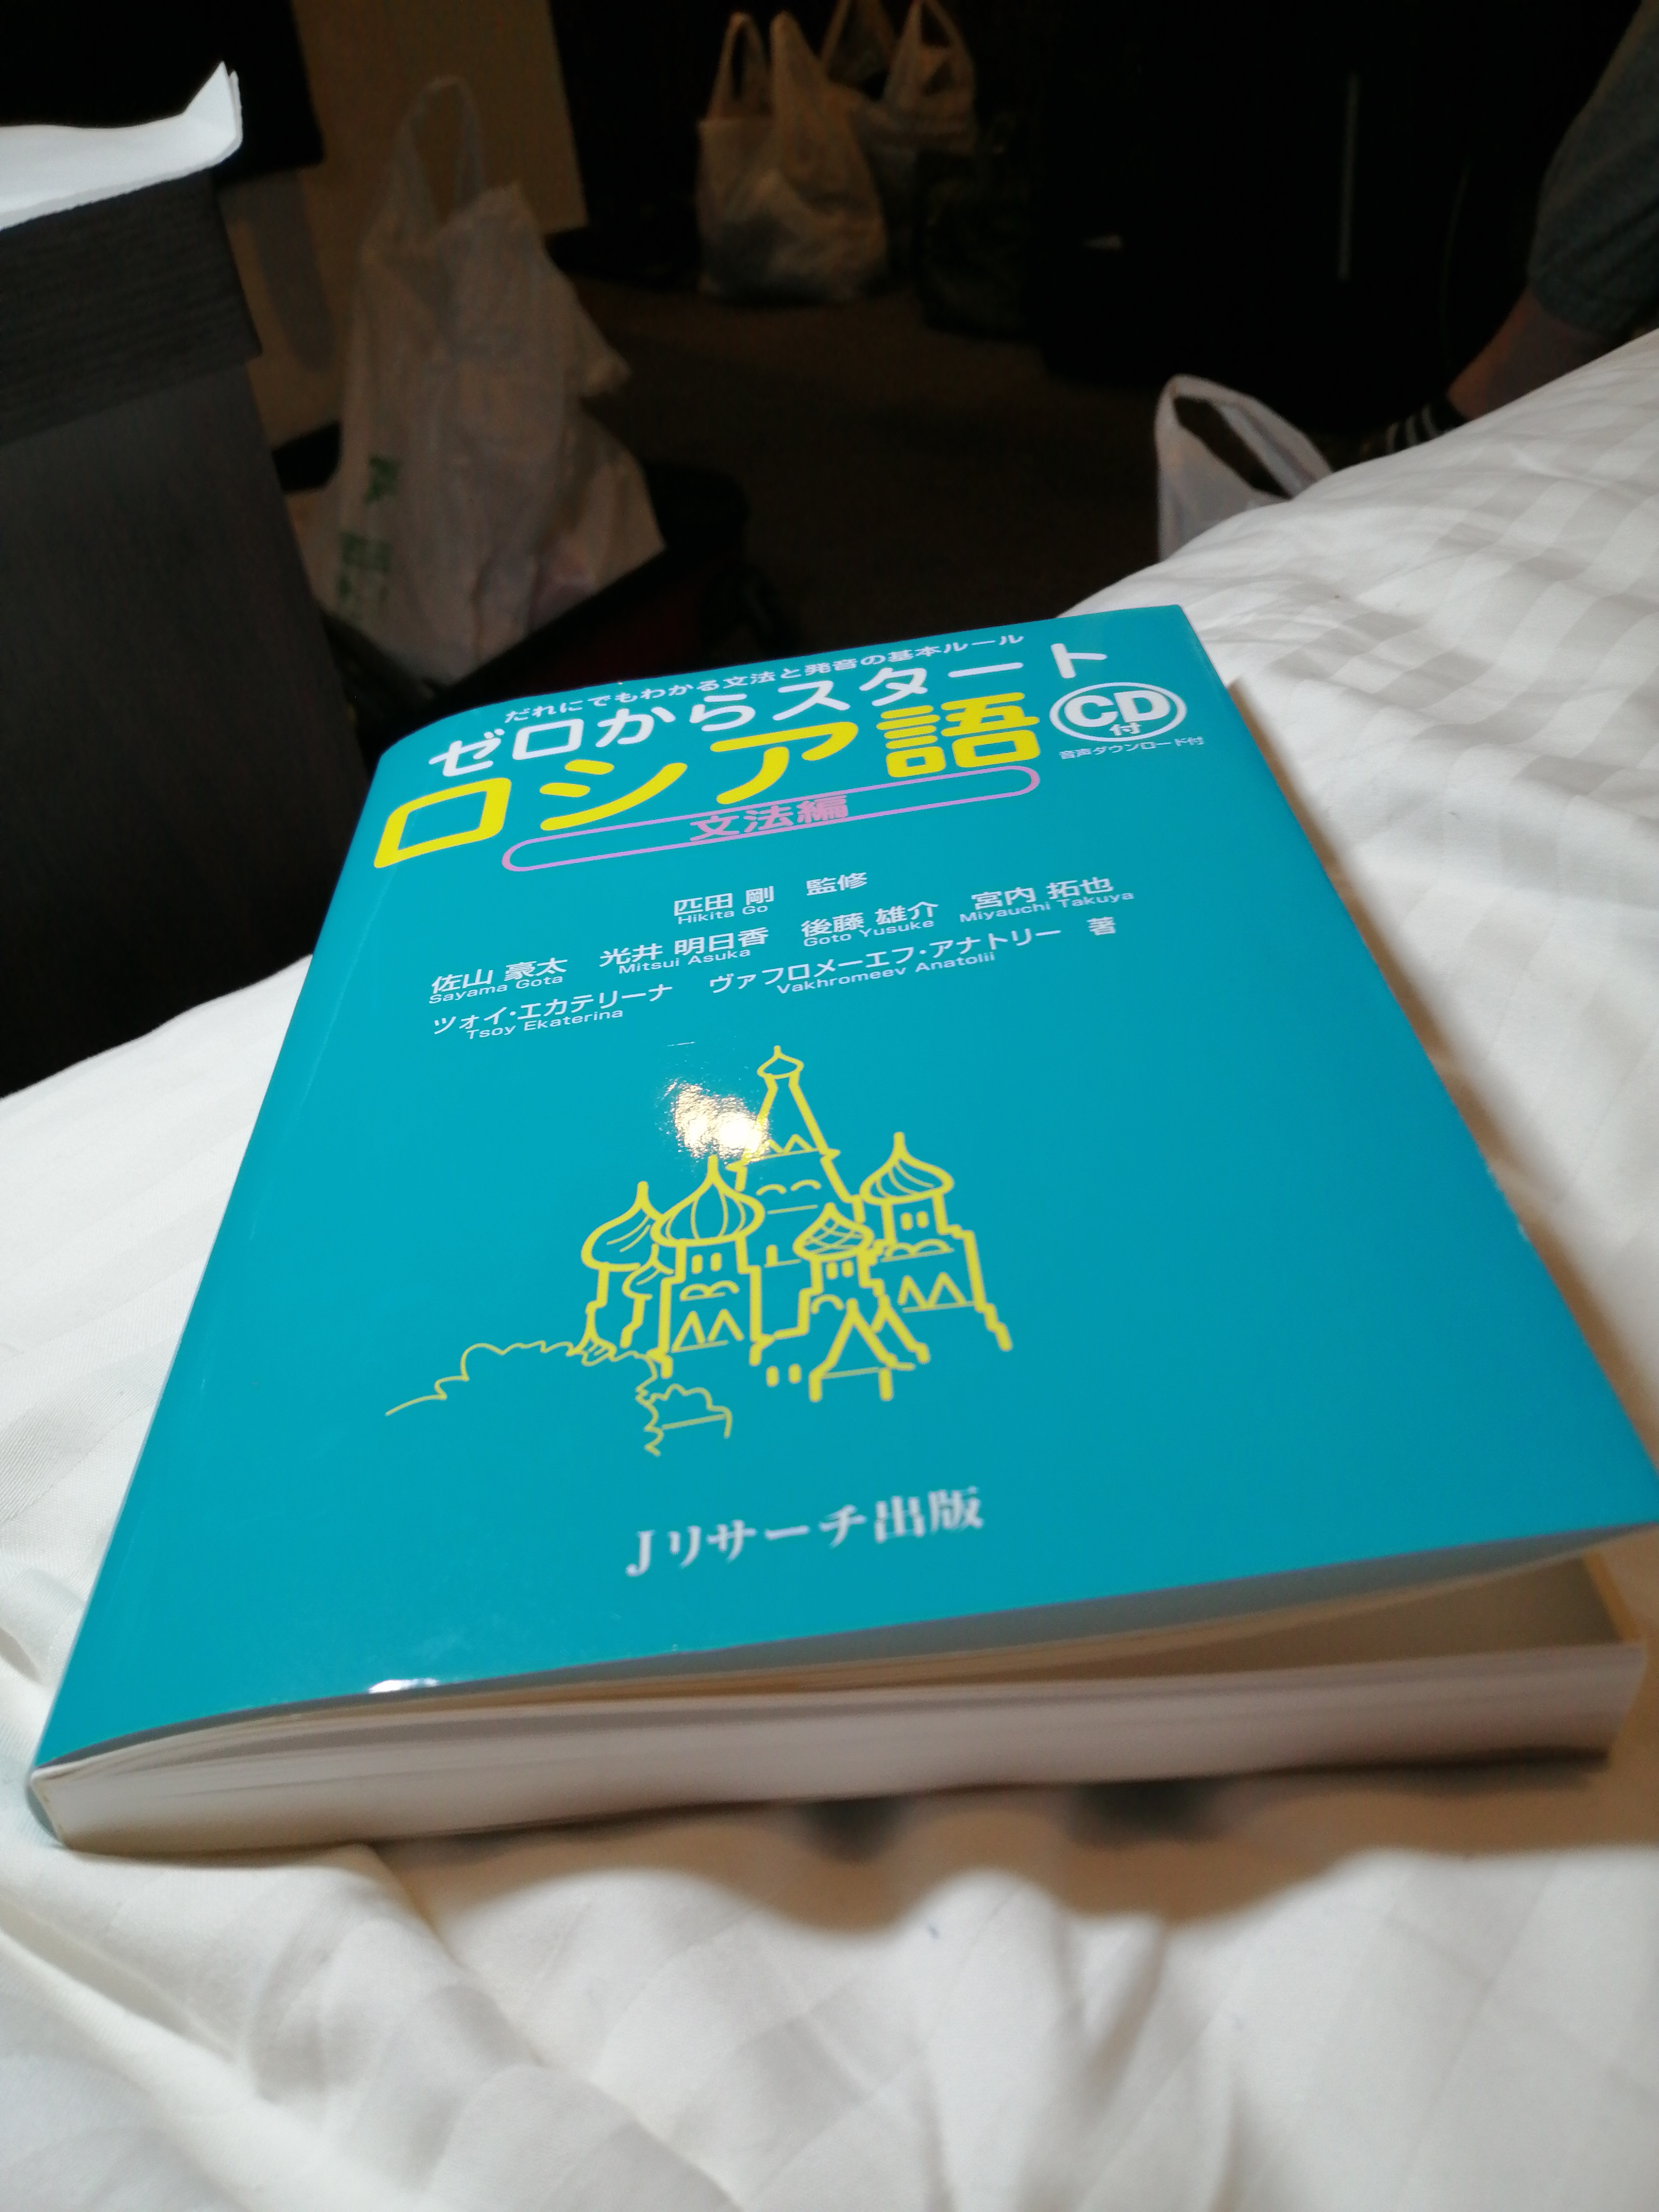 だれにでもわかる文法と発音の基本ルール
ゼロからスタート
ロシア語
CD
付
音声ダウンロード付
文法編
匹田 剛 監修
Hikita Go
佐山 豪太 光井 明日香 後藤 雄介 宮内 拓也
Sayama Gota Mitsui Asuka Goto Yusuke Miyauchi Takuya
ツォイ・エカテリーナ ヴァフロメーエフ・アナトリー 著
Tsoy Ekaterina Vakhromeev Anatolii
Jリサーチ出版